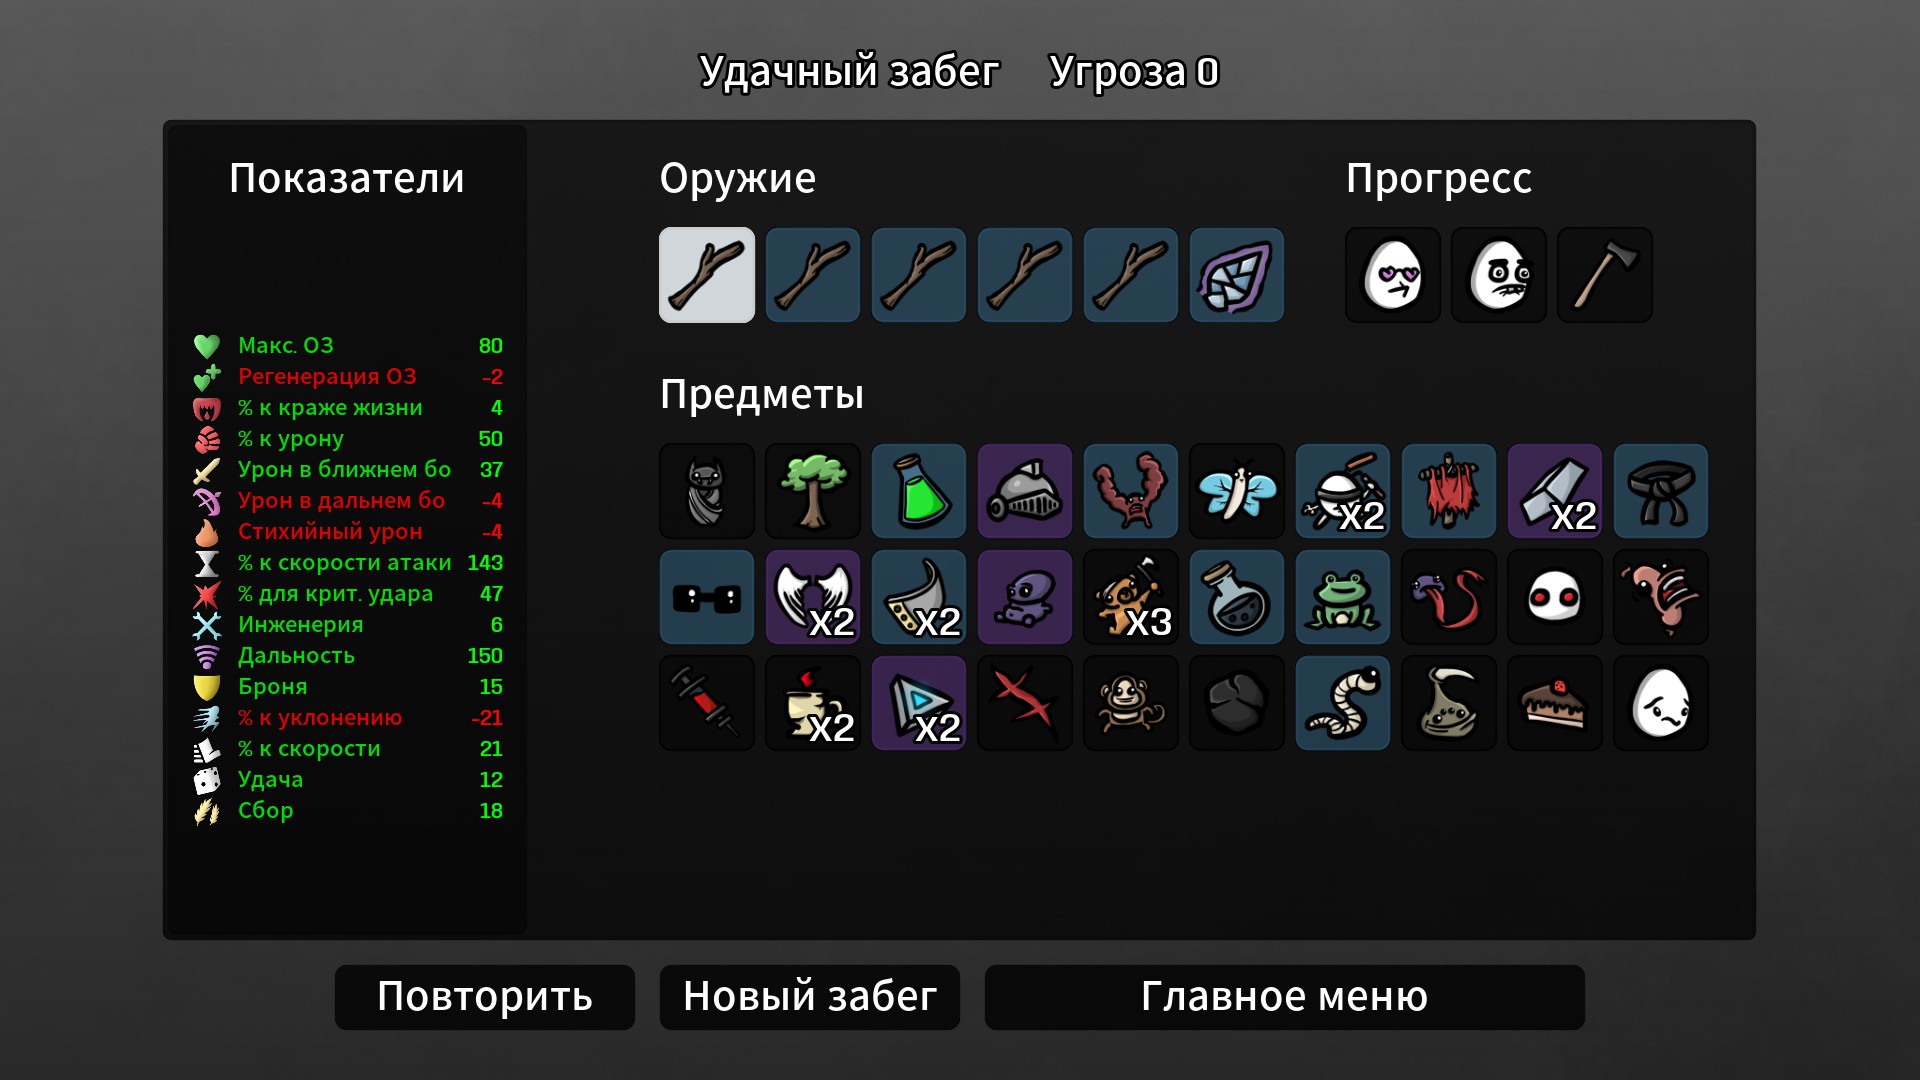 Удачный забег Угроза 0
Показатели
Макс. ОЗ 80
Регенерация ОЗ -2
% к краже жизни 4
% к урону 50
Урон в ближнем бо 37
Урон в дальнем бо -4
Стихийный урон -4
% к скорости атаки 143
% для крит. удара 47
Инженерия 6
Дальность 150
Броня 15
% к уклонению -21
% к скорости 21
Удача 12
Сбор 18
Оружие
Прогресс
Предметы
X2 X2
X2 X2 X3
X2 X2
Повторить Новый забег Главное меню